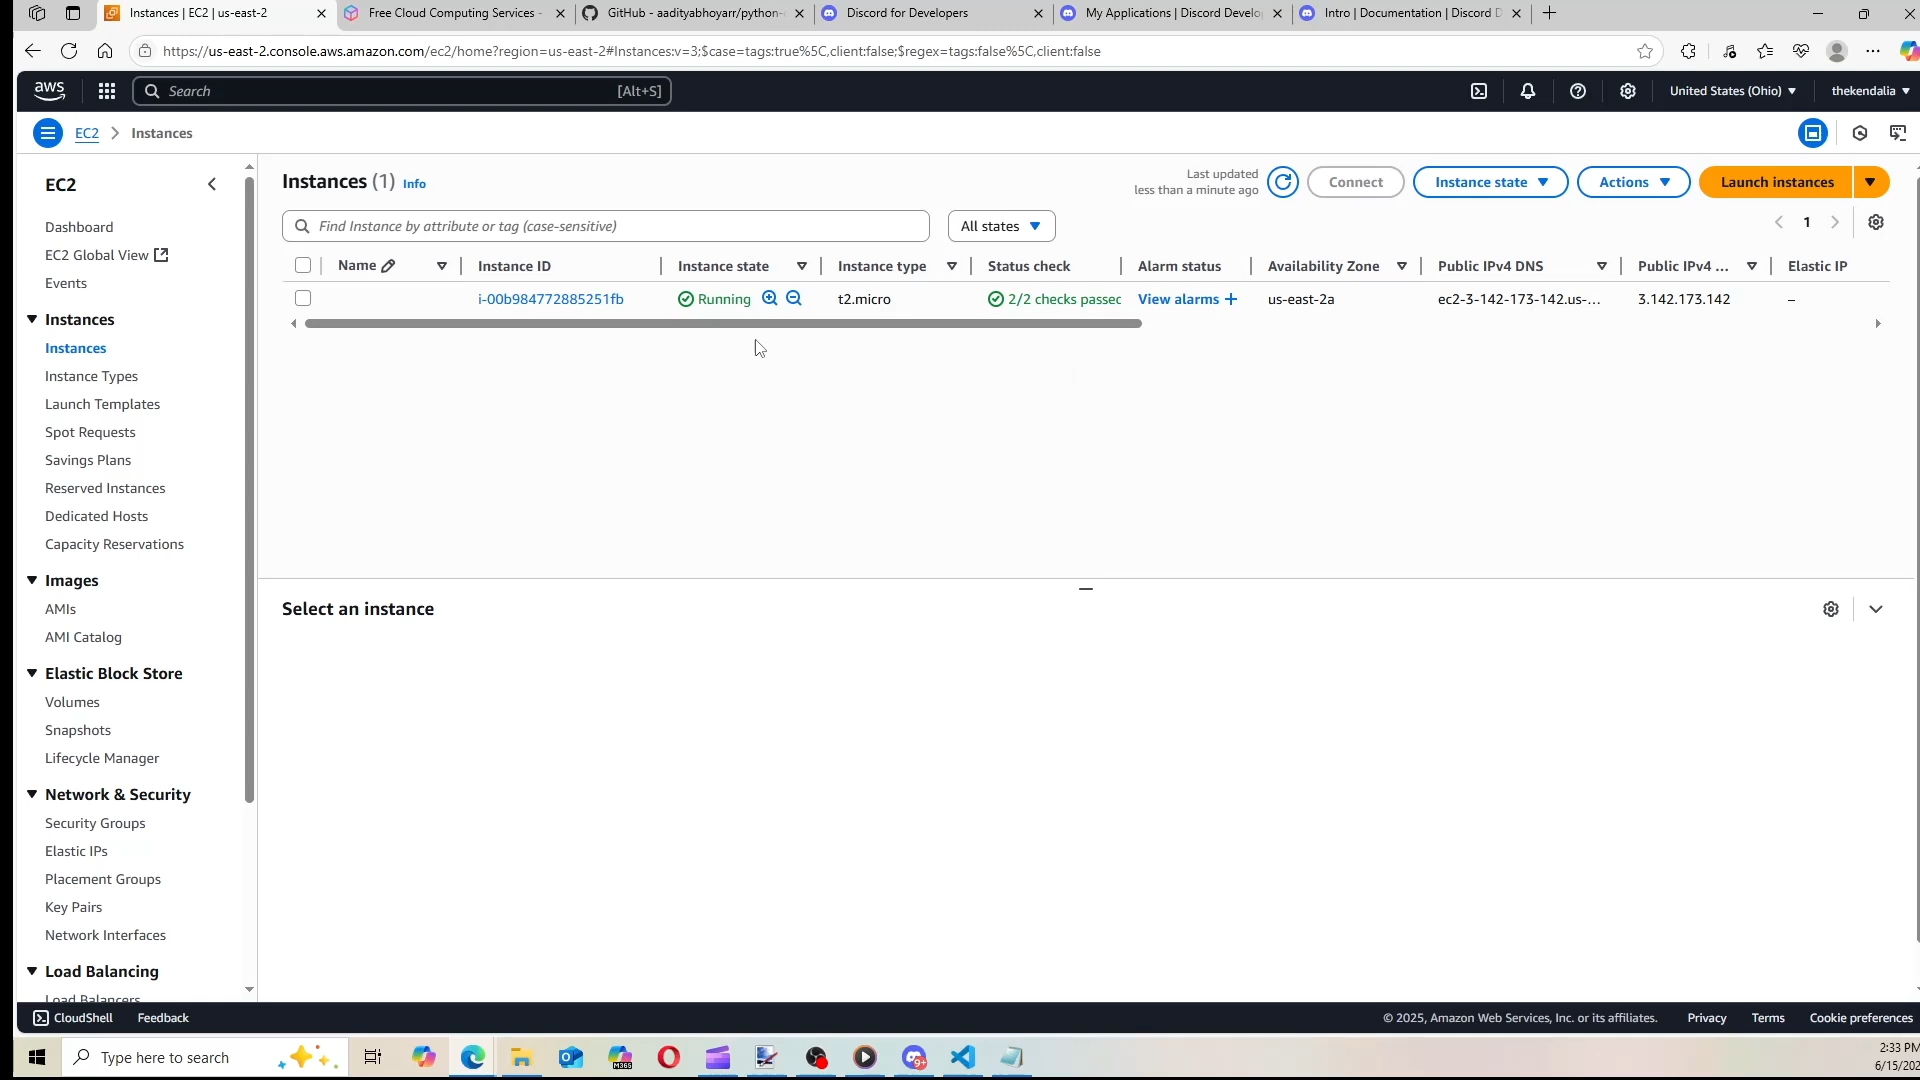 Instances | EC2 | us-east-2
Free Cloud Computing Services -
GitHub - aadityabhoyarr/python-
Discord for Developers
My Applications | Discord Develo
Intro | Documentation | Discord D
https://us-east-2.console.aws.amazon.com/ec2/home?region=us-east-2#Instances:v=3;$case=tags:true%5C,client:false;$regex=tags:false%5C,client:false
aws
Search
[Alt+S]
United States (Ohio)
thekendalia
EC2
Instances
EC2
Dashboard
EC2 Global View
Events
Instances
Instances
Instance Types
Launch Templates
Spot Requests
Savings Plans
Reserved Instances
Dedicated Hosts
Capacity Reservations
Images
AMIs
AMI Catalog
Elastic Block Store
Volumes
Snapshots
Lifecycle Manager
Network & Security
Security Groups
Elastic IPs
Placement Groups
Key Pairs
Network Interfaces
Load Balancing
Load Balancers
Instances (1) Info
Last updated
less than a minute ago
Connect
Instance state
Actions
Launch instances
Find Instance by attribute or tag (case-sensitive)
All states
1
Name
Instance ID
Instance state
Instance type
Status check
Alarm status
Availability Zone
Public IPv4 DNS
Public IPv4 ...
Elastic IP
i-00b984772885251fb
Running
t2.micro
2/2 checks passec
View alarms +
us-east-2a
ec2-3-142-173-142.us-...
3.142.173.142
–
Select an instance
CloudShell
Feedback
© 2025, Amazon Web Services, Inc. or its affiliates.
Privacy
Terms
Cookie preferences
Type here to search
M365
9+
2:33 PM
6/15/202